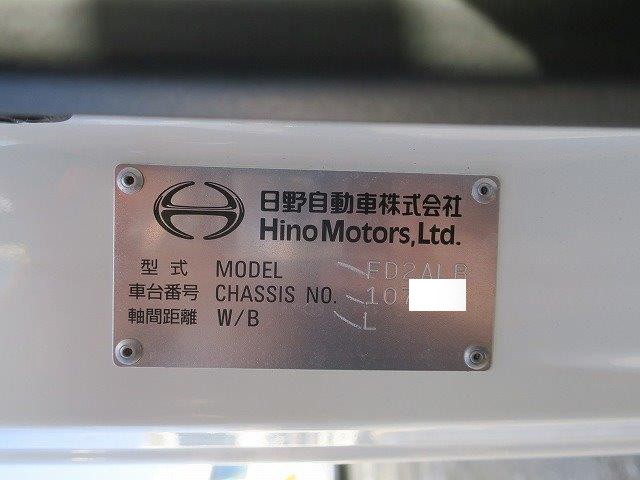 日野自動車株式会社
Hino Motors, Ltd.
型式 MODEL FD2ALB
車台番号 CHASSIS NO. 107
軸間距離 W/B L